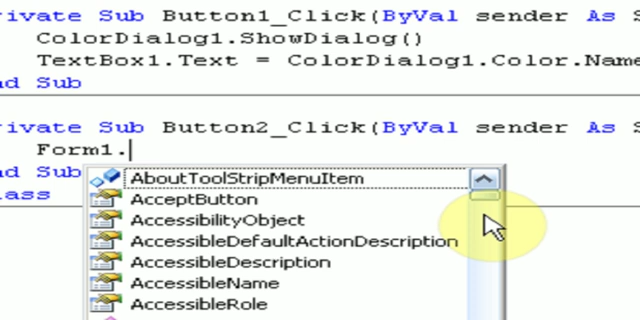 rivate Sub Button1_Click(ByVal sender As S
ColorDialog1.ShowDialog()
TextBox1.Text = ColorDialog1.Color.Name
nd Sub
rivate Sub Button2_Click(ByVal sender As S
Form1.
nd Sub
lass
AboutToolStripMenuItem
AcceptButton
AccessibilityObject
AccessibleDefaultActionDescription
AccessibleDescription
AccessibleName
AccessibleRole